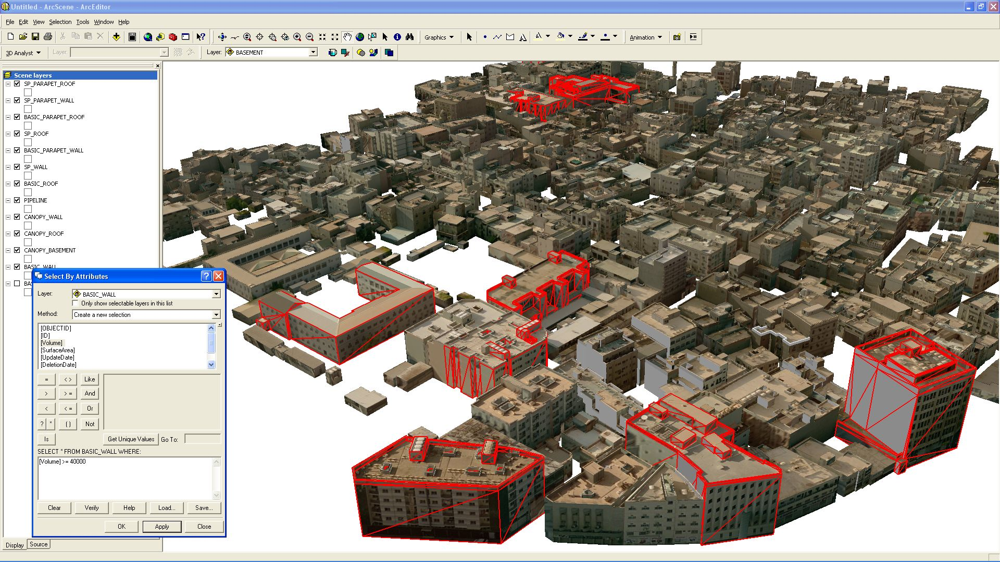 Untitled - ArcScene - ArcEditor
File Edit View Selection Tools Window Help
Graphics
Animation
3D Analyst
Layer:
Layer: BASEMENT
Scene layers
SP_PARAPET_ROOF
SP_PARAPET_WALL
BASIC_PARAPET_ROOF
SP_ROOF
BASIC_PARAPET_WALL
SP_WALL
BASIC_ROOF
PIPELINE
CANOPY_WALL
CANOPY_ROOF
CANOPY_BASEMENT
BASIC_WALL
BA
Select By Attributes
Layer: BASIC_WALL
Only show selectable layers in this list
Method: Create a new selection
[OBJECTID]
[ID]
[Volume]
[SurfaceArea]
[UpdateDate]
[DeletionDate]
= < > Like
> > = And
< < = Or
? * ( ) Not
Is Get Unique Values Go To:
SELECT * FROM BASIC_WALL WHERE:
[Volume] >= 40000
Clear Verify Help Load... Save...
OK Apply Close
Display Source